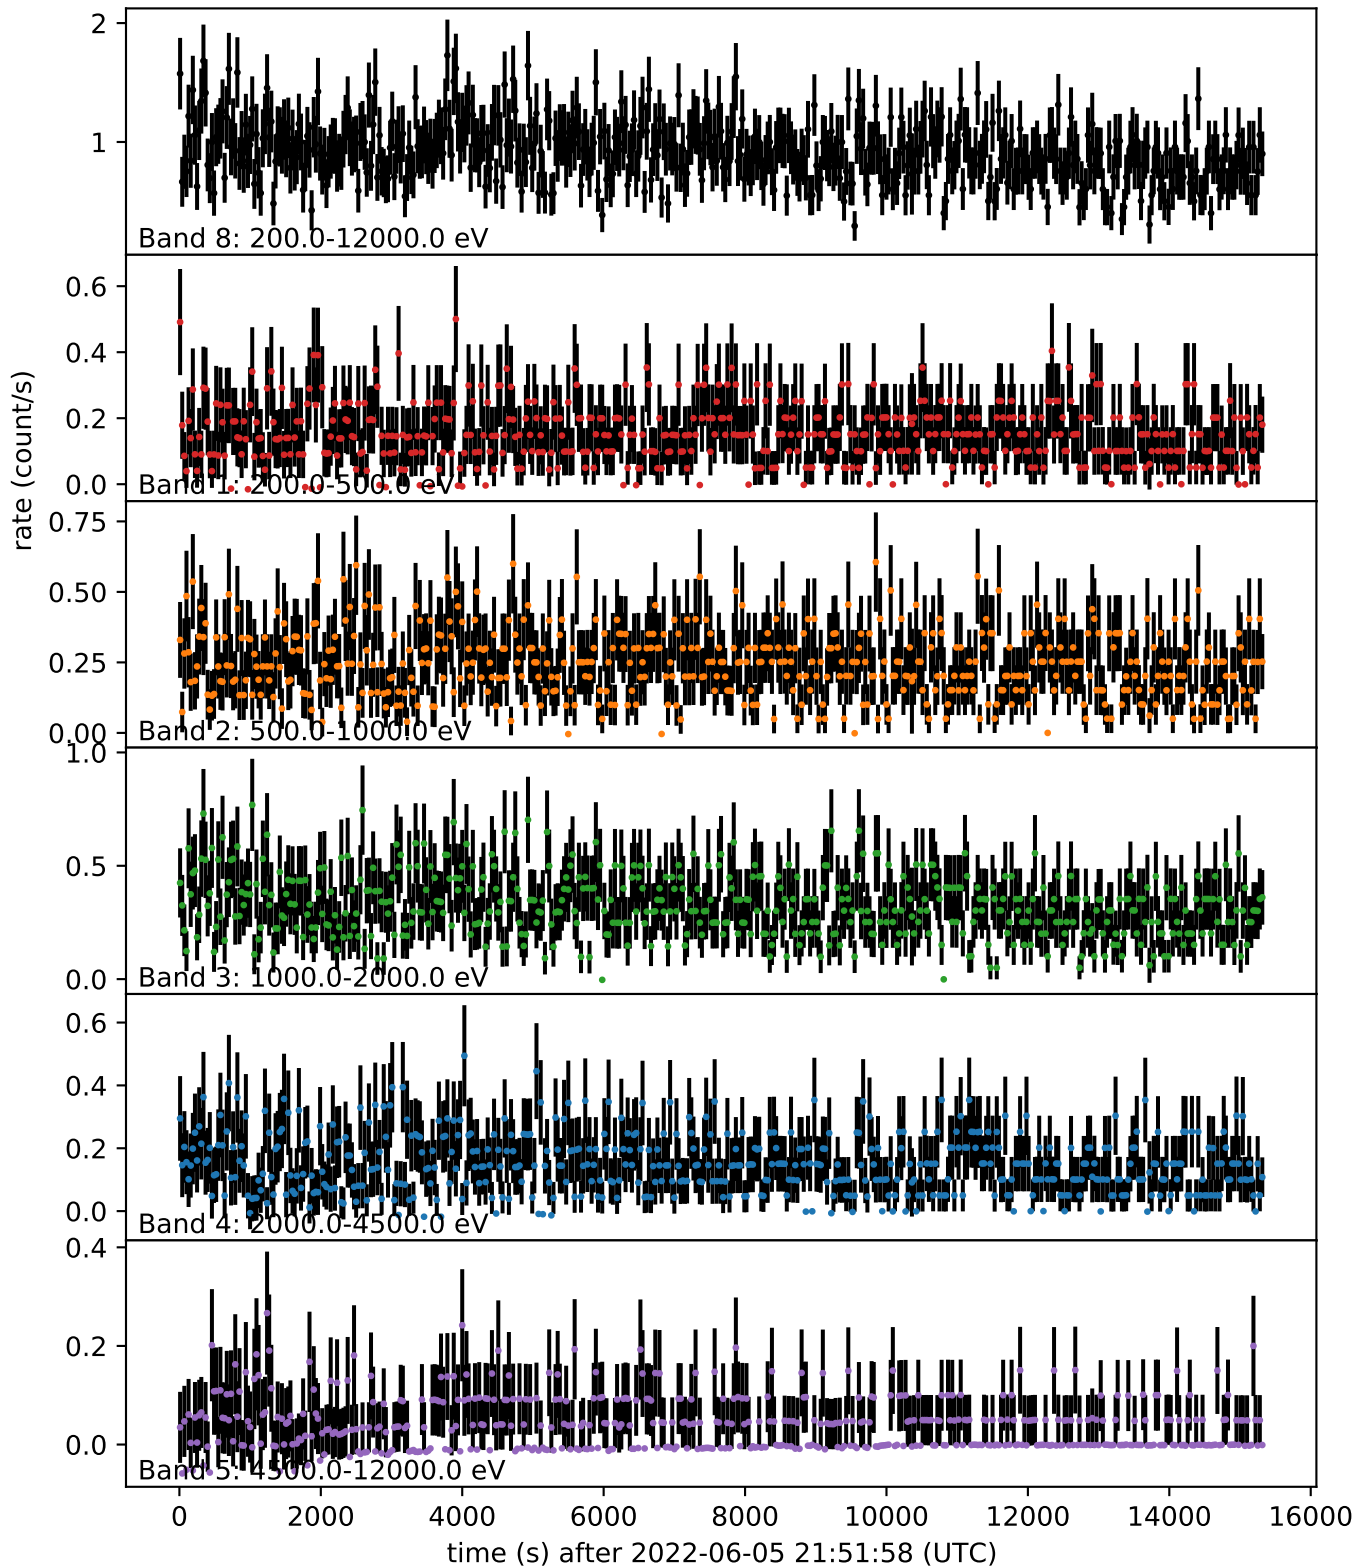 2
1
Band 8: 200.0-12000.0 eV
0.6
0.4
0.2
0.0
Band 1: 200.0-500.0 eV
rate (count/s)
0.75
0.50
0.25
0.00
Band 2: 500.0-1000.0 eV
1.0
0.5
0.0
Band 3: 1000.0-2000.0 eV
0.6
0.4
0.2
0.0
Band 4: 2000.0-4500.0 eV
0.4
0.2
0.0
Band 5: 4500.0-12000.0 eV
0 2000 4000 6000 8000 10000 12000 14000 16000
time (s) after 2022-06-05 21:51:58 (UTC)